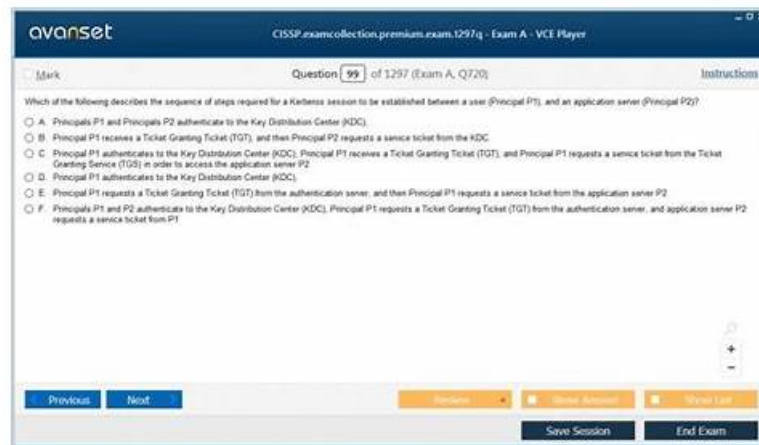 avanset
CISSP.examcollection.premium.exam.1297q - Exam A - VCE Player
Mark
Question 99 of 1297 (Exam A, Q720)
Instructions
Which of the following describes the sequence of steps required for a Kerberos session to be established between a user (Principal P1), and an application server (Principal P2)?
A. Principals P1 and Principals P2 authenticate to the Key Distribution Center (KDC).
B. Principal P1 receives a Ticket Granting Ticket (TGT), and then Principal P2 requests a service ticket from the KDC.
C. Principal P1 authenticates to the Key Distribution Center (KDC), Principal P1 receives a Ticket Granting Ticket (TGT), and Principal P1 requests a service ticket from the Ticket
Granting Service (TGS) in order to access the application server P2
D. Principal P1 authenticates to the Key Distribution Center (KDC),
E. Principal P1 requests a Ticket Granting Ticket (TGT) from the authentication server, and then Principal P1 requests a service ticket from the application server P2
F. Principals P1 and P2 authenticate to the Key Distribution Center (KDC), Principal P1 requests a Ticket Granting Ticket (TGT) from the authentication server, and application server P2
requests a service ticket from P1
Previous
Next
Review
Show Answer
Show List
Save Session
End Exam